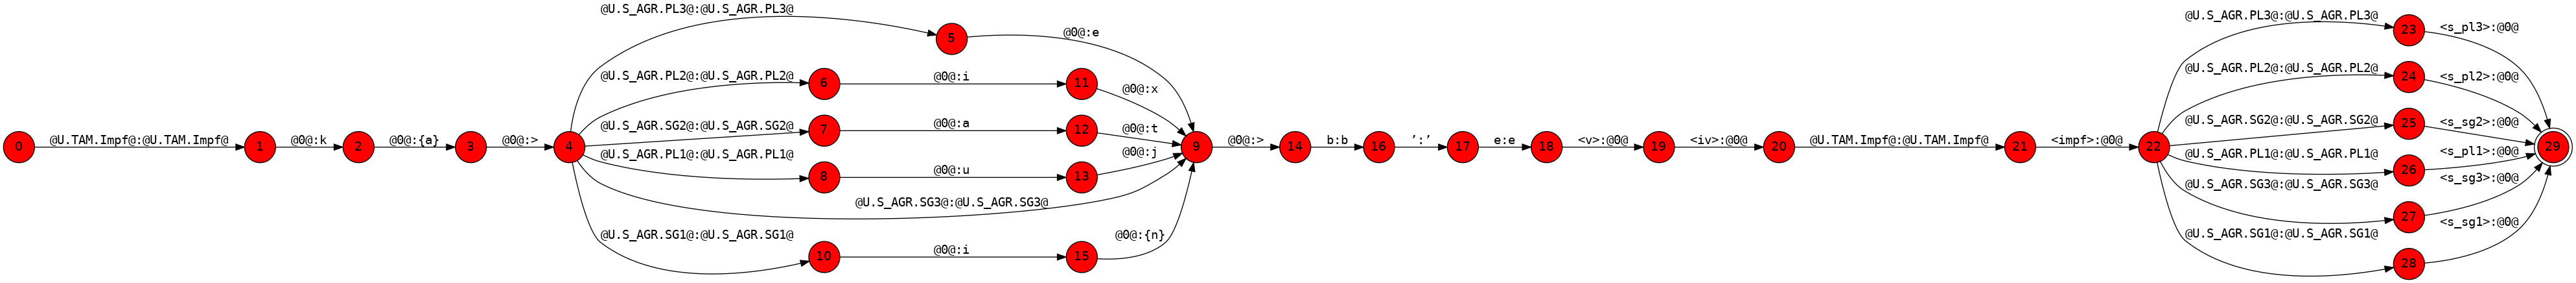 0
@U.TAM.Impf@:@U.TAM.Impf@
1
@0@:k
2
@0@:{a}
3
@0@:>
4
@U.S_AGR.PL3@:@U.S_AGR.PL3@
5
@0@:e
@U.S_AGR.PL2@:@U.S_AGR.PL2@
6
@0@:i
11
@0@:x
@U.S_AGR.SG2@:@U.S_AGR.SG2@
7
@0@:a
12
@0@:t
@U.S_AGR.PL1@:@U.S_AGR.PL1@
8
@0@:u
13
@0@:j
@U.S_AGR.SG3@:@U.S_AGR.SG3@
@U.S_AGR.SG1@:@U.S_AGR.SG1@
10
@0@:i
15
@0@:{n}
9
@0@:>
14
b:b
16
’:’
17
e:e
18
<v>:@0@
19
<iv>:@0@
20
@U.TAM.Impf@:@U.TAM.Impf@
21
<impf>:@0@
22
@U.S_AGR.PL3@:@U.S_AGR.PL3@
23
<s_pl3>:@0@
@U.S_AGR.PL2@:@U.S_AGR.PL2@
24
<s_pl2>:@0@
@U.S_AGR.SG2@:@U.S_AGR.SG2@
25
<s_sg2>:@0@
@U.S_AGR.PL1@:@U.S_AGR.PL1@
26
<s_pl1>:@0@
@U.S_AGR.SG3@:@U.S_AGR.SG3@
27
<s_sg3>:@0@
@U.S_AGR.SG1@:@U.S_AGR.SG1@
28
<s_sg1>:@0@
29